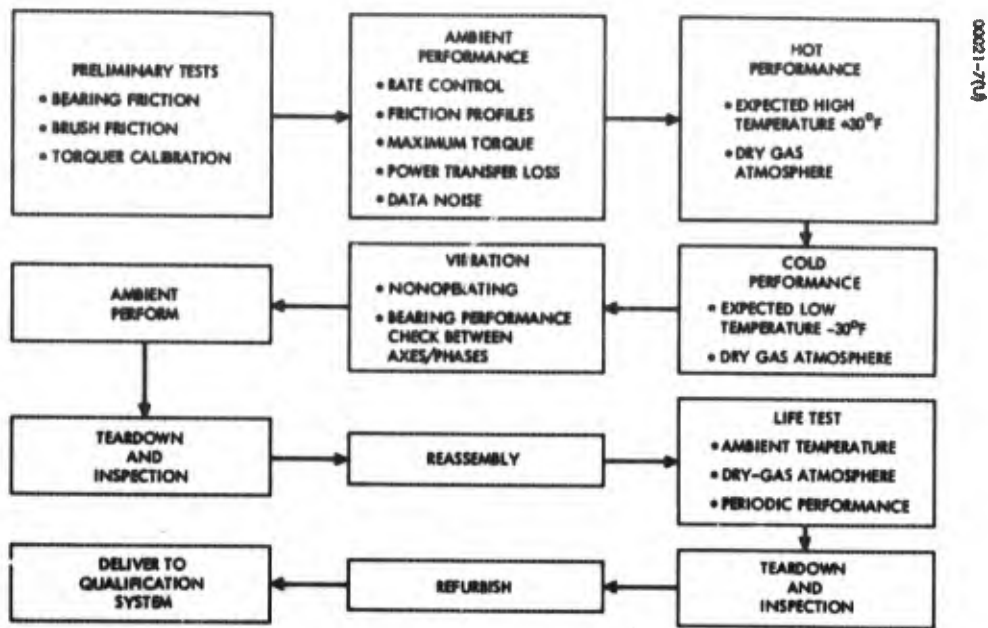 PRELIMINARY TESTS
• BEARING FRICTION
• BRUSH FRICTION
• TORQUER CALIBRATION
AMBIENT
PERFORMANCE
• RATE CONTROL
• FRICTION PROFILES
• MAXIMUM TORQUE
• POWER TRANSFER LOSS
• DATA NOISE
HOT
PERFORMANCE
• EXPECTED HIGH
TEMPERATURE +30°F
• DRY GAS
ATMOSPHERE
0021-7(U)
COLD
PERFORMANCE
• EXPECTED LOW
TEMPERATURE -30°F
• DRY GAS ATMOSPHERE
VIBRATION
• NONOPERATING
• BEARING PERFORMANCE
CHECK BETWEEN
AXES/PHASES
AMBIENT
PERFORM
TEARDOWN
AND
INSPECTION
REASSEMBLY
LIFE TEST
• AMBIENT TEMPERATURE
• DRY-GAS ATMOSPHERE
• PERIODIC PERFORMANCE
TEARDOWN
AND
INSPECTION
REFURBISH
DELIVER TO
QUALIFICATION
SYSTEM